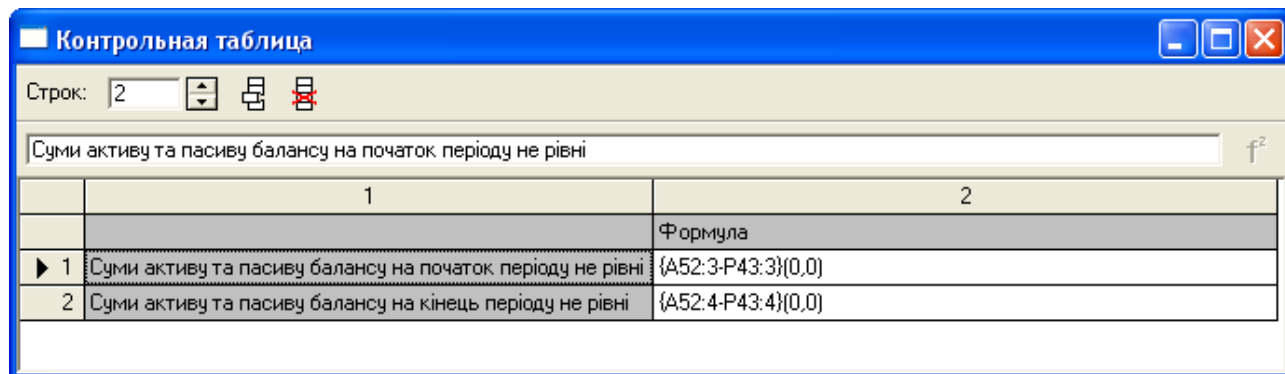 Контрольная таблица
Строк: 2
Суми активу та пасиву балансу на початок періоду не рівні f²
1 2
Формула
1 Суми активу та пасиву балансу на початок періоду не рівні {A52:3-P43:3}(0,0)
2 Суми активу та пасиву балансу на кінець періоду не рівні {A52:4-P43:4}(0,0)